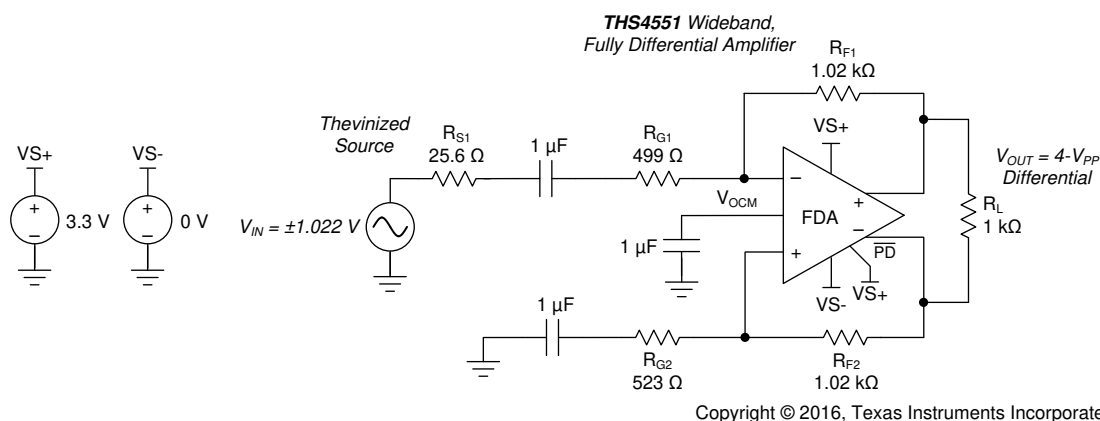 THS4551 Wideband,
Fully Differential Amplifier
RF1
1.02 kΩ
Thevinized
Source
RS1
25.6 Ω
1 µF
RG1
499 Ω
VS+
VS+
VS-
VOUT = 4-VPP
Differential
−
+
VOCM
FDA
RL
1 kΩ
+
−
3.3 V
+
−
0 V
VIN = ±1.022 V
1 µF
+
−
PD
VS-
VS+
1 µF
RG2
523 Ω
RF2
1.02 kΩ
Copyright © 2016, Texas Instruments Incorporate